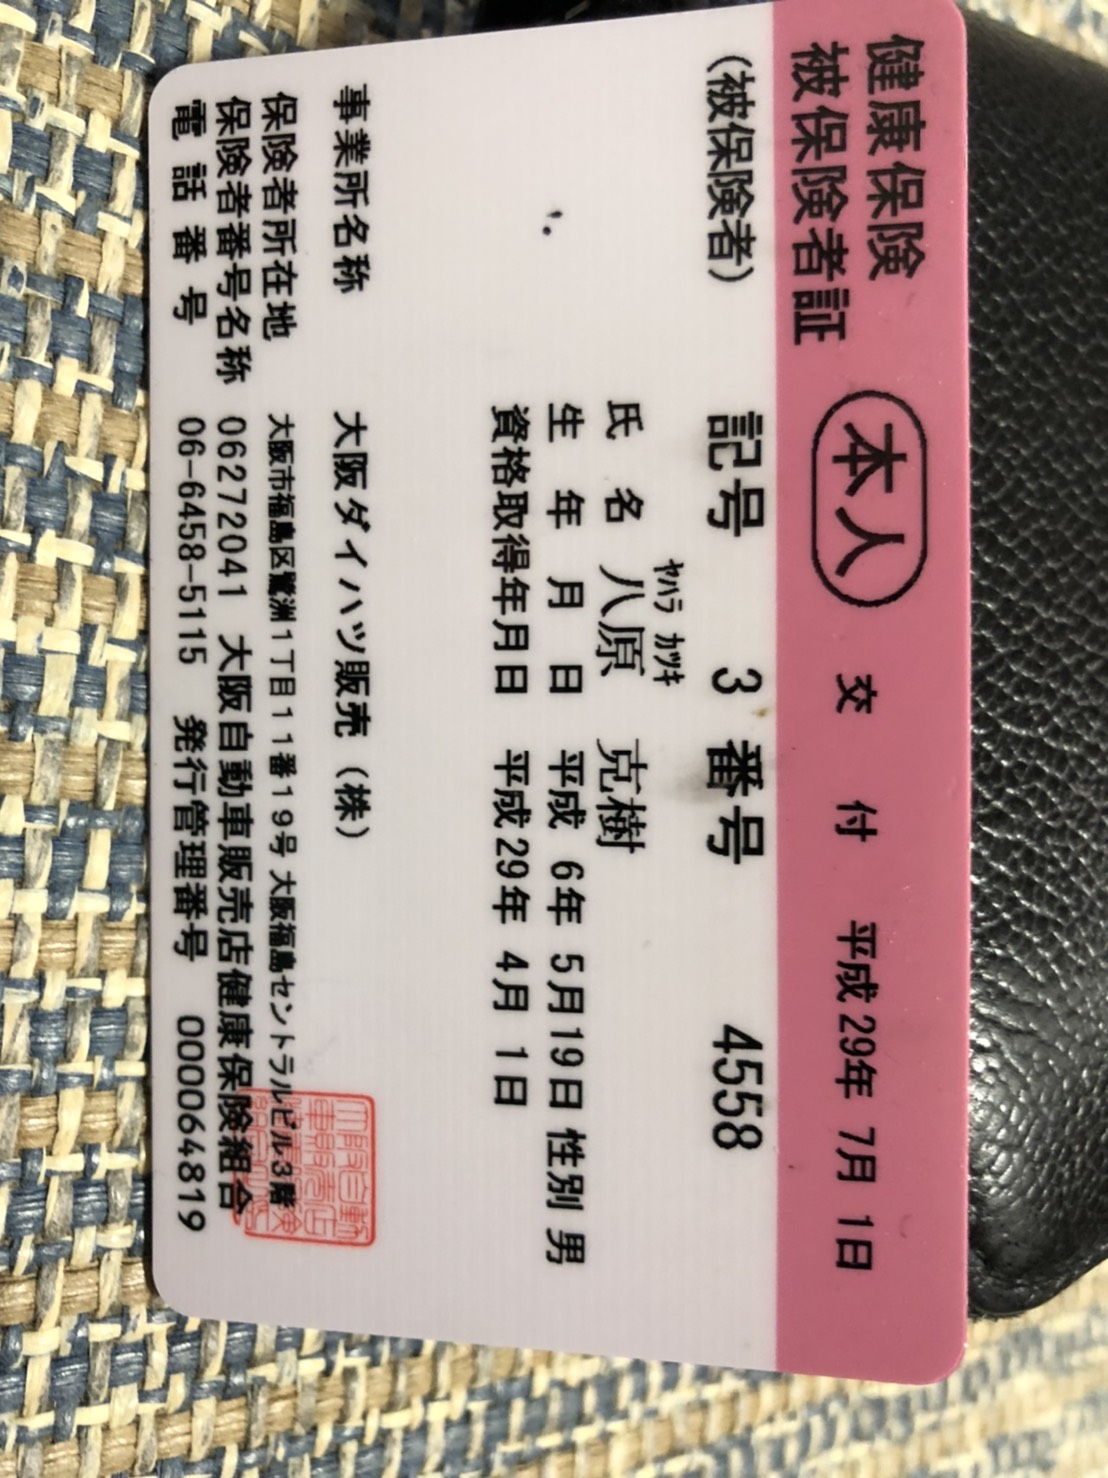 健康保険 本人 交付 平成29年 7月 1日
被保険者証
(被保険者) 記号 3 番号 4558
ヤハラ カツキ
氏名 八原 克樹
生年月日 平成 6年 5月19日 性別 男
資格取得年月日 平成29年 4月 1日
事業所名称 大阪ダイハツ販売(株)
保険者所在地 大阪市福島区鷺洲1丁目11番19号 大阪福島セントラルビル3階
保険者番号名称 06272041 大阪自動車販売店健康保険組合
電話番号 06-6458-5115 発行管理番号 000064819